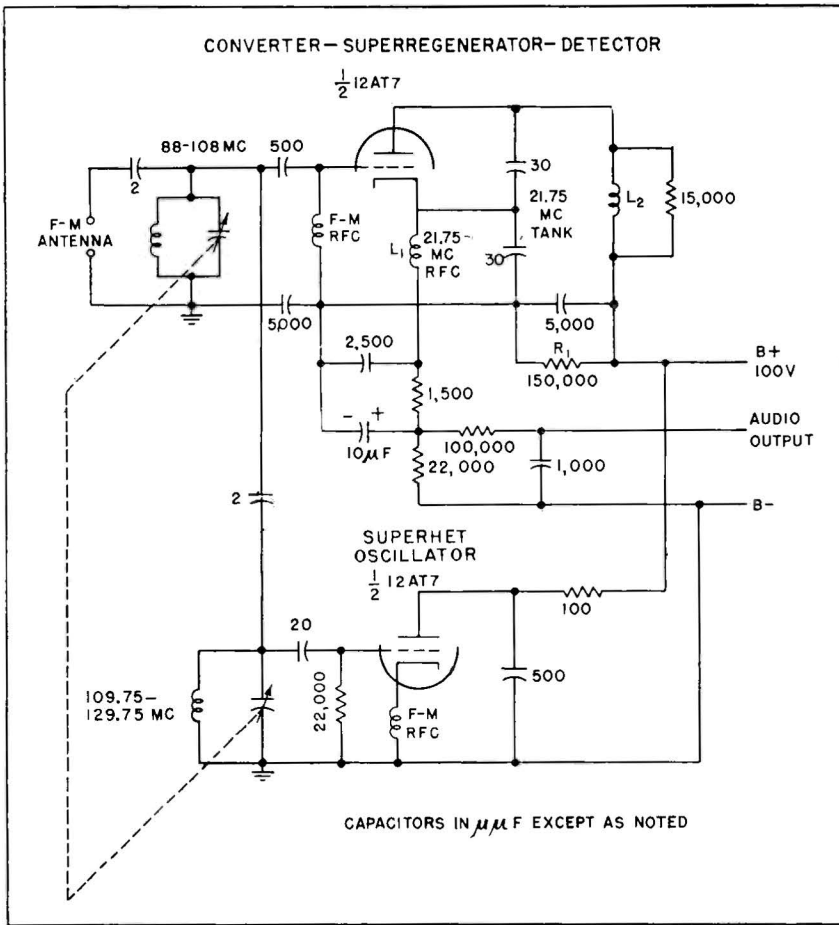 CONVERTER–SUPERREGENERATOR–DETECTOR
1/2 12AT7
88-108 MC
500
2
F-M
ANTENNA
F-M
RFC
L1
21.75-
MC
RFC
30
21.75
MC
TANK
30
L2
15,000
5,000
5,000
2,500
R1
150,000
B+
100V
1,500
- +
10μF
100,000
22,000
1,000
AUDIO
OUTPUT
B-
2
SUPERHET
OSCILLATOR
1/2 12AT7
100
20
500
109.75–
129.75 MC
22,000
F-M
RFC
CAPACITORS IN μμF EXCEPT AS NOTED